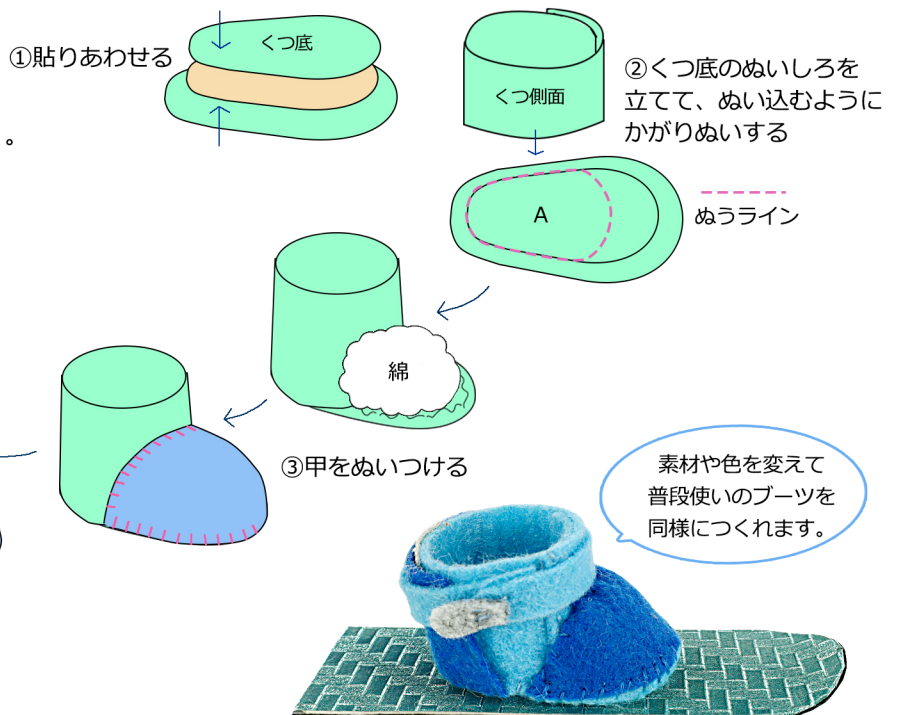 ①貼りあわせる
くつ底
くつ側面
②くつ底のぬいしろを
立てて、ぬい込むように
かがりぬいする
。
A
ぬうライン
綿
③甲をぬいつける
素材や色を変えて
普段使いのブーツを
同様につくれます。